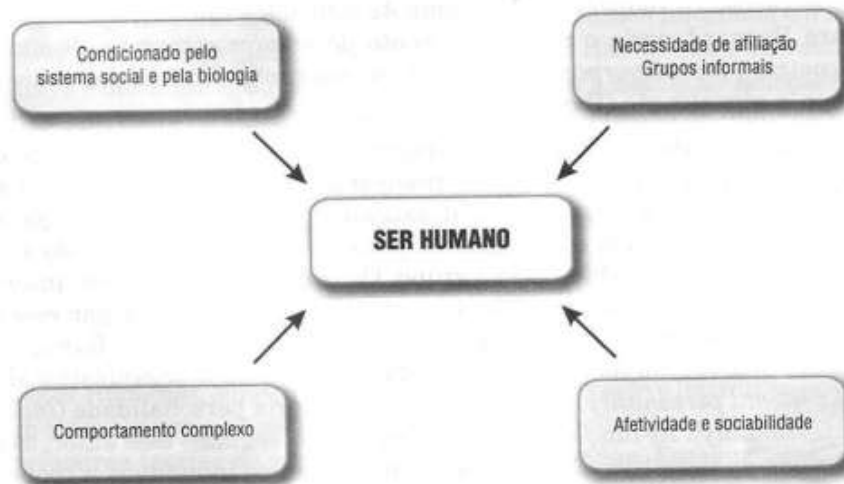 Condicionado pelo
sistema social e pela biologia
Necessidade de afiliação
Grupos informais
SER HUMANO
Comportamento complexo
Afetividade e sociabilidade